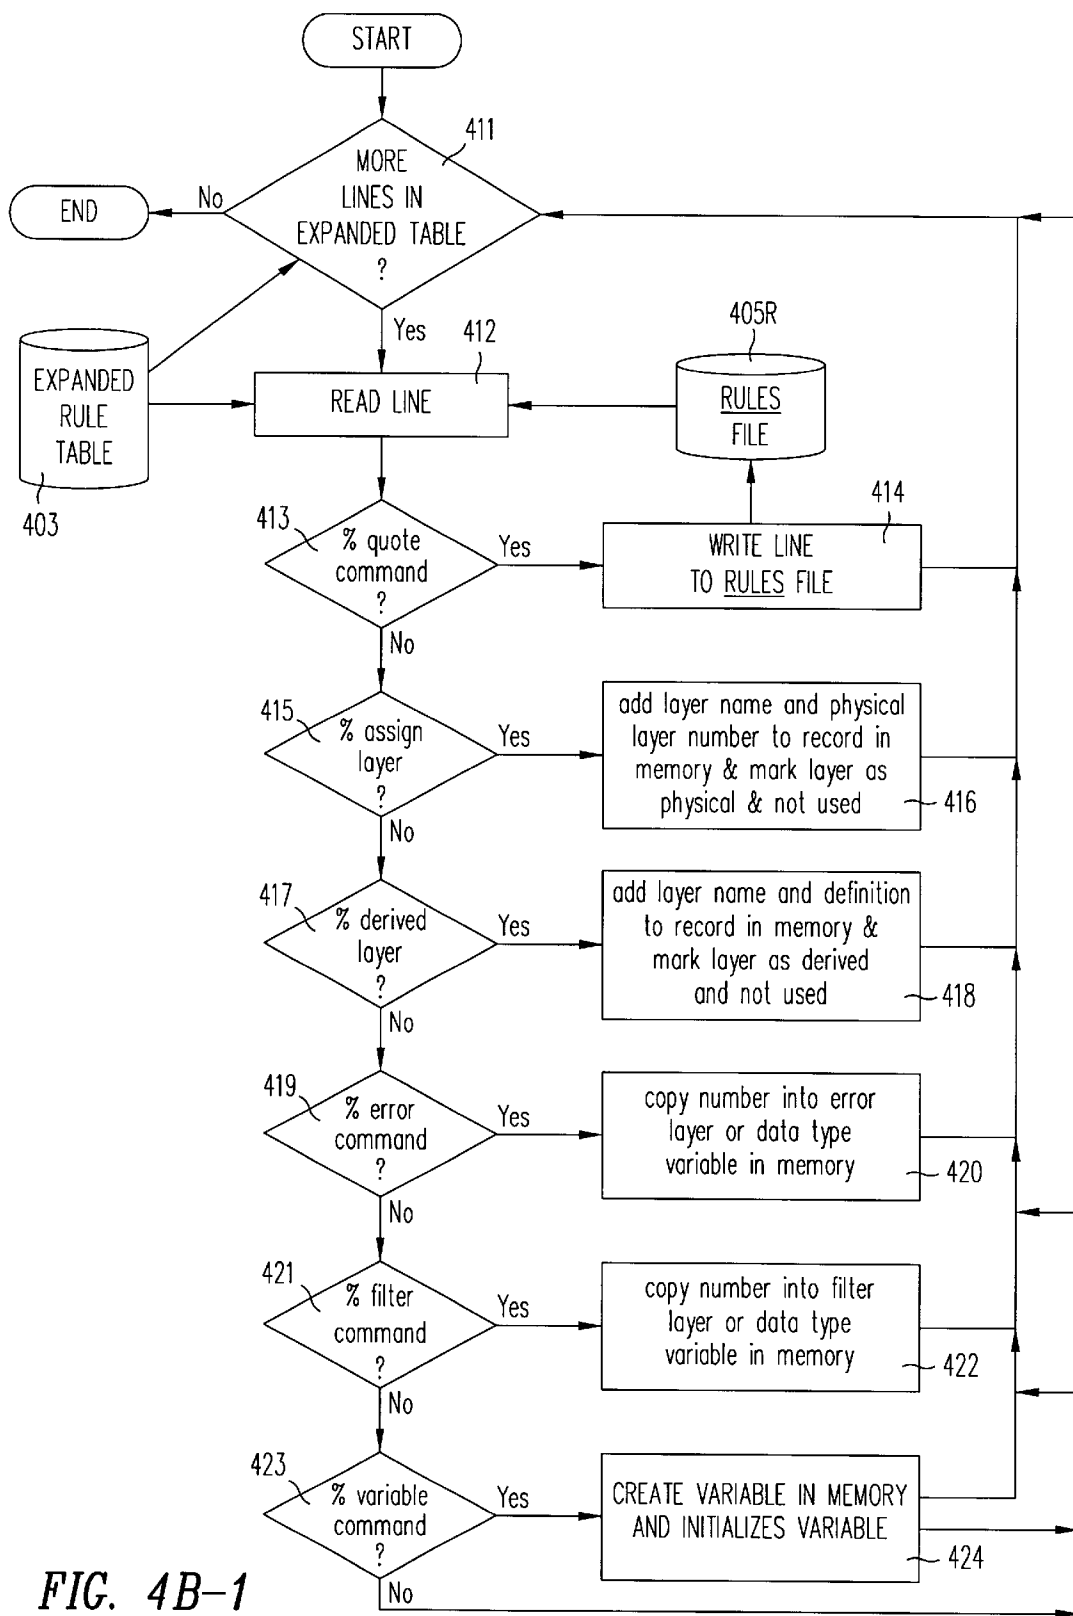 START
411
MORE
LINES IN
EXPANDED TABLE
?
No
END
Yes
412
405R
EXPANDED
RULE
TABLE
403
READ LINE
RULES
FILE
413
% quote
command
?
Yes
414
WRITE LINE
TO RULES FILE
No
415
% assign
layer
?
Yes
add layer name and physical
layer number to record in
memory & mark layer as
physical & not used
416
No
417
% derived
layer
?
Yes
add layer name and definition
to record in memory &
mark layer as derived
and not used
418
No
419
% error
command
?
Yes
copy number into error
layer or data type
variable in memory
420
No
421
% filter
command
?
Yes
copy number into filter
layer or data type
variable in memory
422
No
423
% variable
command
?
Yes
CREATE VARIABLE IN MEMORY
AND INITIALIZES VARIABLE
424
No
FIG. 4B-1